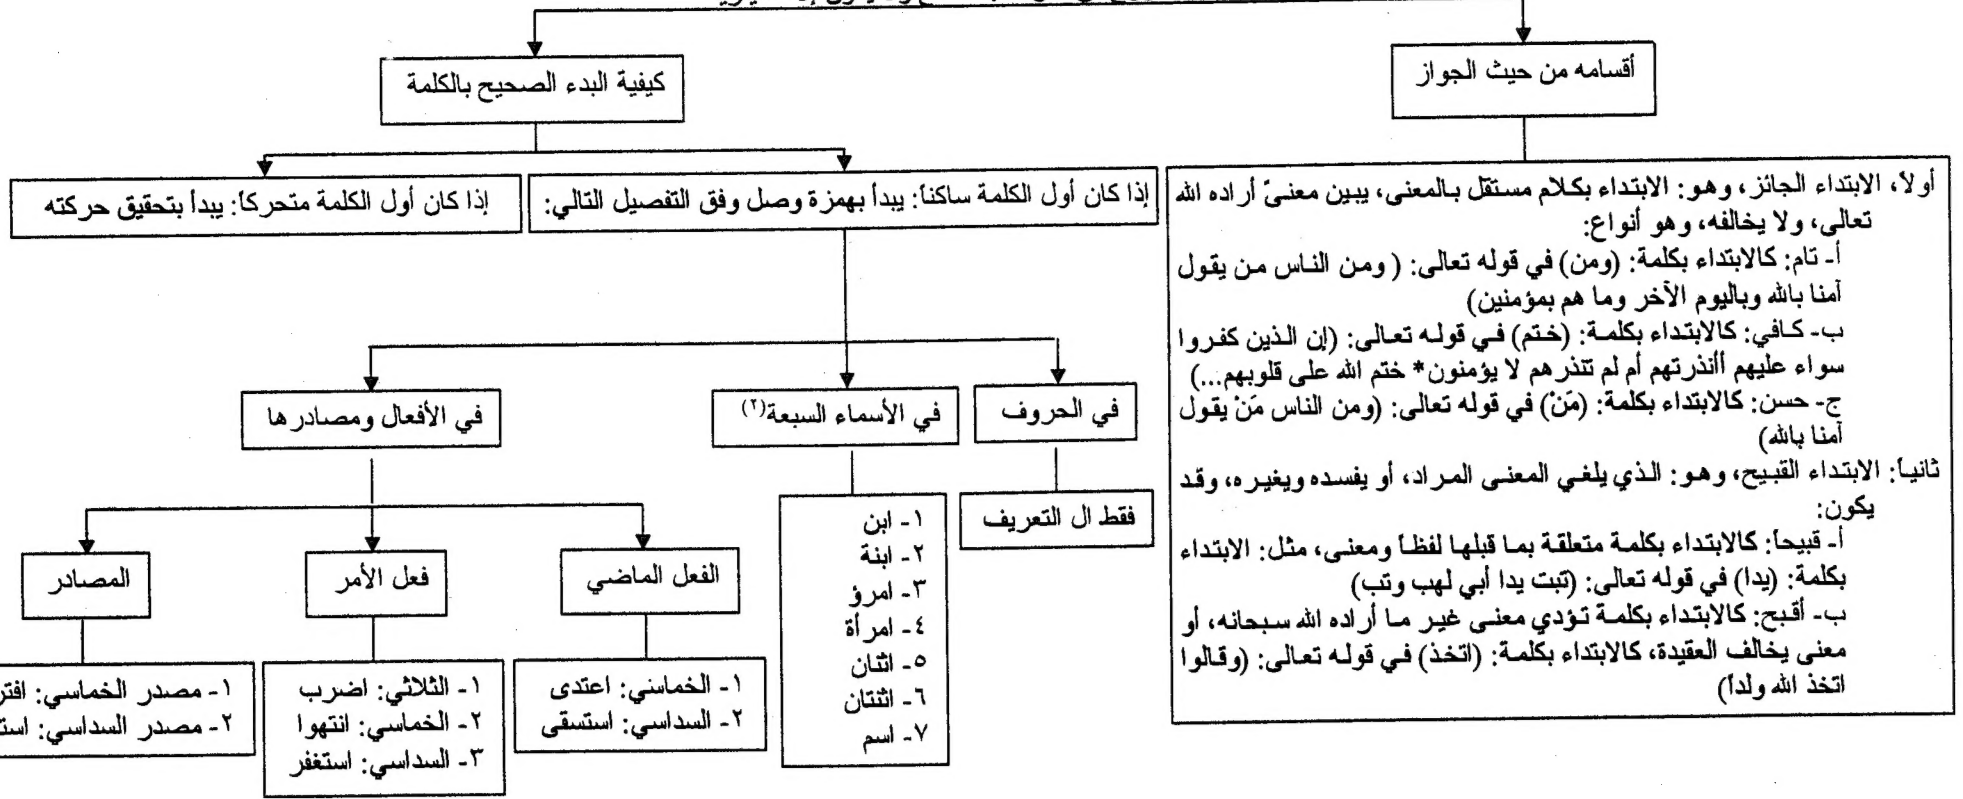 أقسامه من حيث الجواز
كيفية البدء الصحيح بالكلمة
أولاً، الابتداء الجائز، وهو: الابتداء بكلام مستقل بالمعنى، يبين معنىً أراده الله
تعالى، ولا يخالفه، وهو أنواع:
أ- تام: كالابتداء بكلمة: (ومن) في قوله تعالى: ( ومن الناس من يقول
آمنا بالله وباليوم الآخر وما هم بمؤمنين)
ب- كافي: كالابتداء بكلمة: (ختم) في قوله تعالى: (إن الذين كفروا
سواء عليهم أأنذرتهم أم لم تنذرهم لا يؤمنون* ختم الله على قلوبهم...)
ج- حسن: كالابتداء بكلمة: (مَنْ) في قوله تعالى: (ومن الناس مَنْ يقول
آمنا بالله)
ثانياً: الابتداء القبيح، وهو: الذي يلغي المعنى المراد، أو يفسده ويغيره، وقد
يكون:
أ- قبيحاً: كالابتداء بكلمة متعلقة بما قبلها لفظاً ومعنى، مثل: الابتداء
بكلمة: (يدا) في قوله تعالى: (تبت يدا أبي لهب وتب)
ب- أقبح: كالابتداء بكلمة تؤدي معنى غير ما أراده الله سبحانه، أو
معنى يخالف العقيدة، كالابتداء بكلمة: (اتخذ) في قوله تعالى: (وقالوا
اتخذ الله ولداً)
إذا كان أول الكلمة ساكناً: يبدأ بهمزة وصل وفق التفصيل التالي:
إذا كان أول الكلمة متحركاً: يبدأ بتحقيق حركته
في الحروف
في الأسماء السبعة(٢)
في الأفعال ومصادرها
فقط ال التعريف
١- ابن
٢- ابنة
٣- امرؤ
٤- امرأة
٥- اثنان
٦- اثنتان
٧- اسم
الفعل الماضي
فعل الأمر
المصادر
١- الخماسي: اعتدى
٢- السداسي: استسقى
١- الثلاثي: اضرب
٢- الخماسي: انتهوا
٣- السداسي: استغفر
١- مصدر الخماسي:
٢- مصدر السداسي: